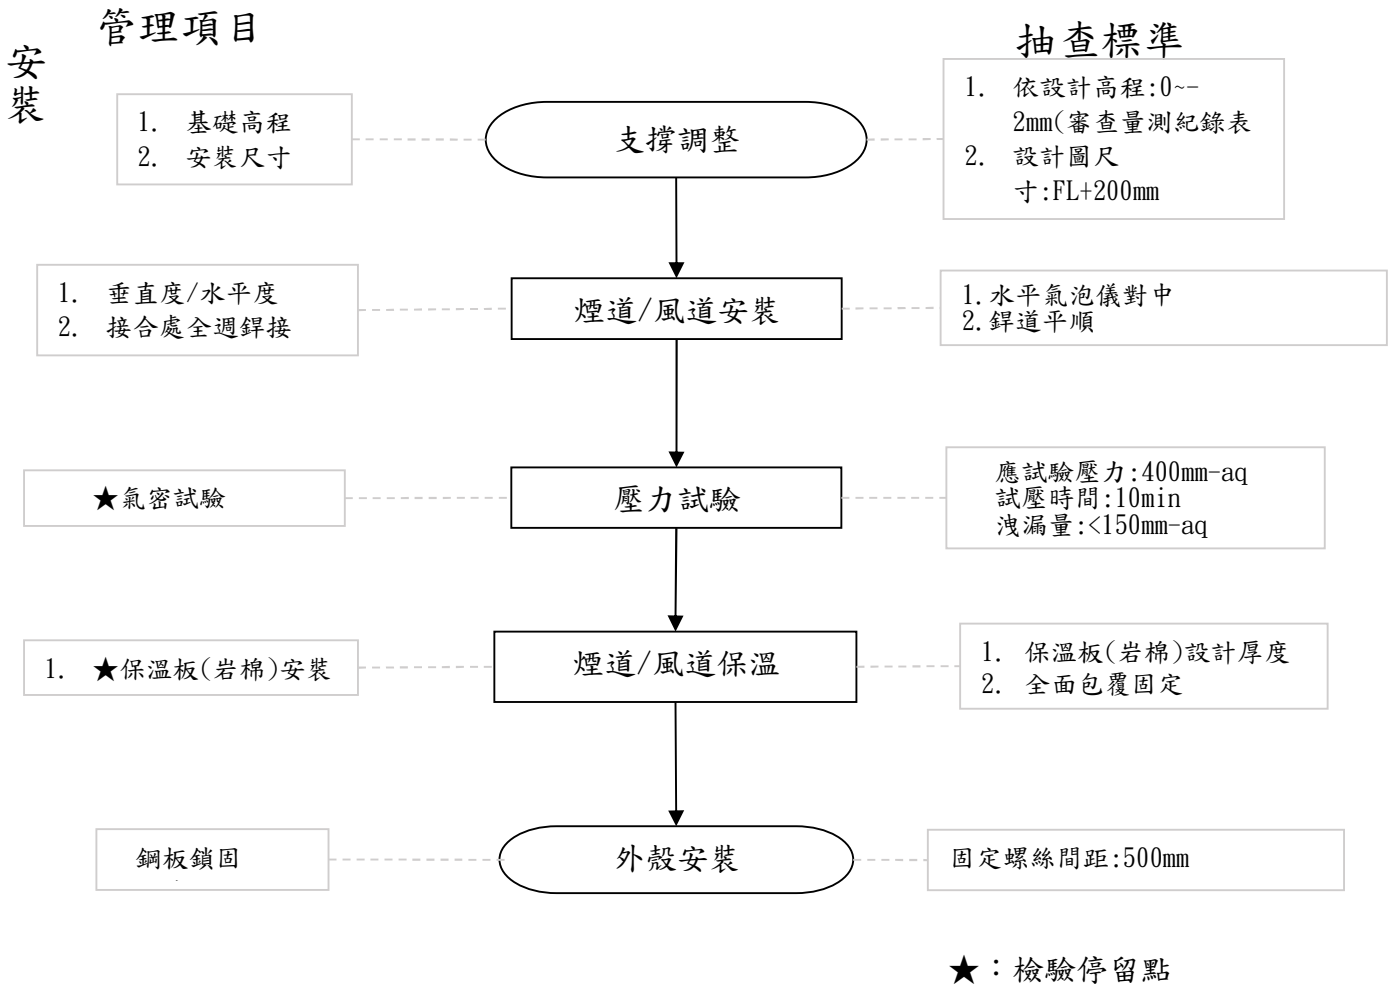 安裝
管理項目
抽查標準
1. 基礎高程
2. 安裝尺寸
支撐調整
1. 依設計高程:0~-
2mm(審查量測紀錄表
2. 設計圖尺
寸:FL+200mm
1. 垂直度/水平度
2. 接合處全週銲接
煙道/風道安裝
1.水平氣泡儀對中
2.銲道平順
★氣密試驗
壓力試驗
應試驗壓力:400mm-aq
試壓時間:10min
洩漏量:<150mm-aq
1. ★保溫板(岩棉)安裝
煙道/風道保溫
1. 保溫板(岩棉)設計厚度
2. 全面包覆固定
鋼板鎖固
外殼安裝
固定螺絲間距:500mm
★：檢驗停留點